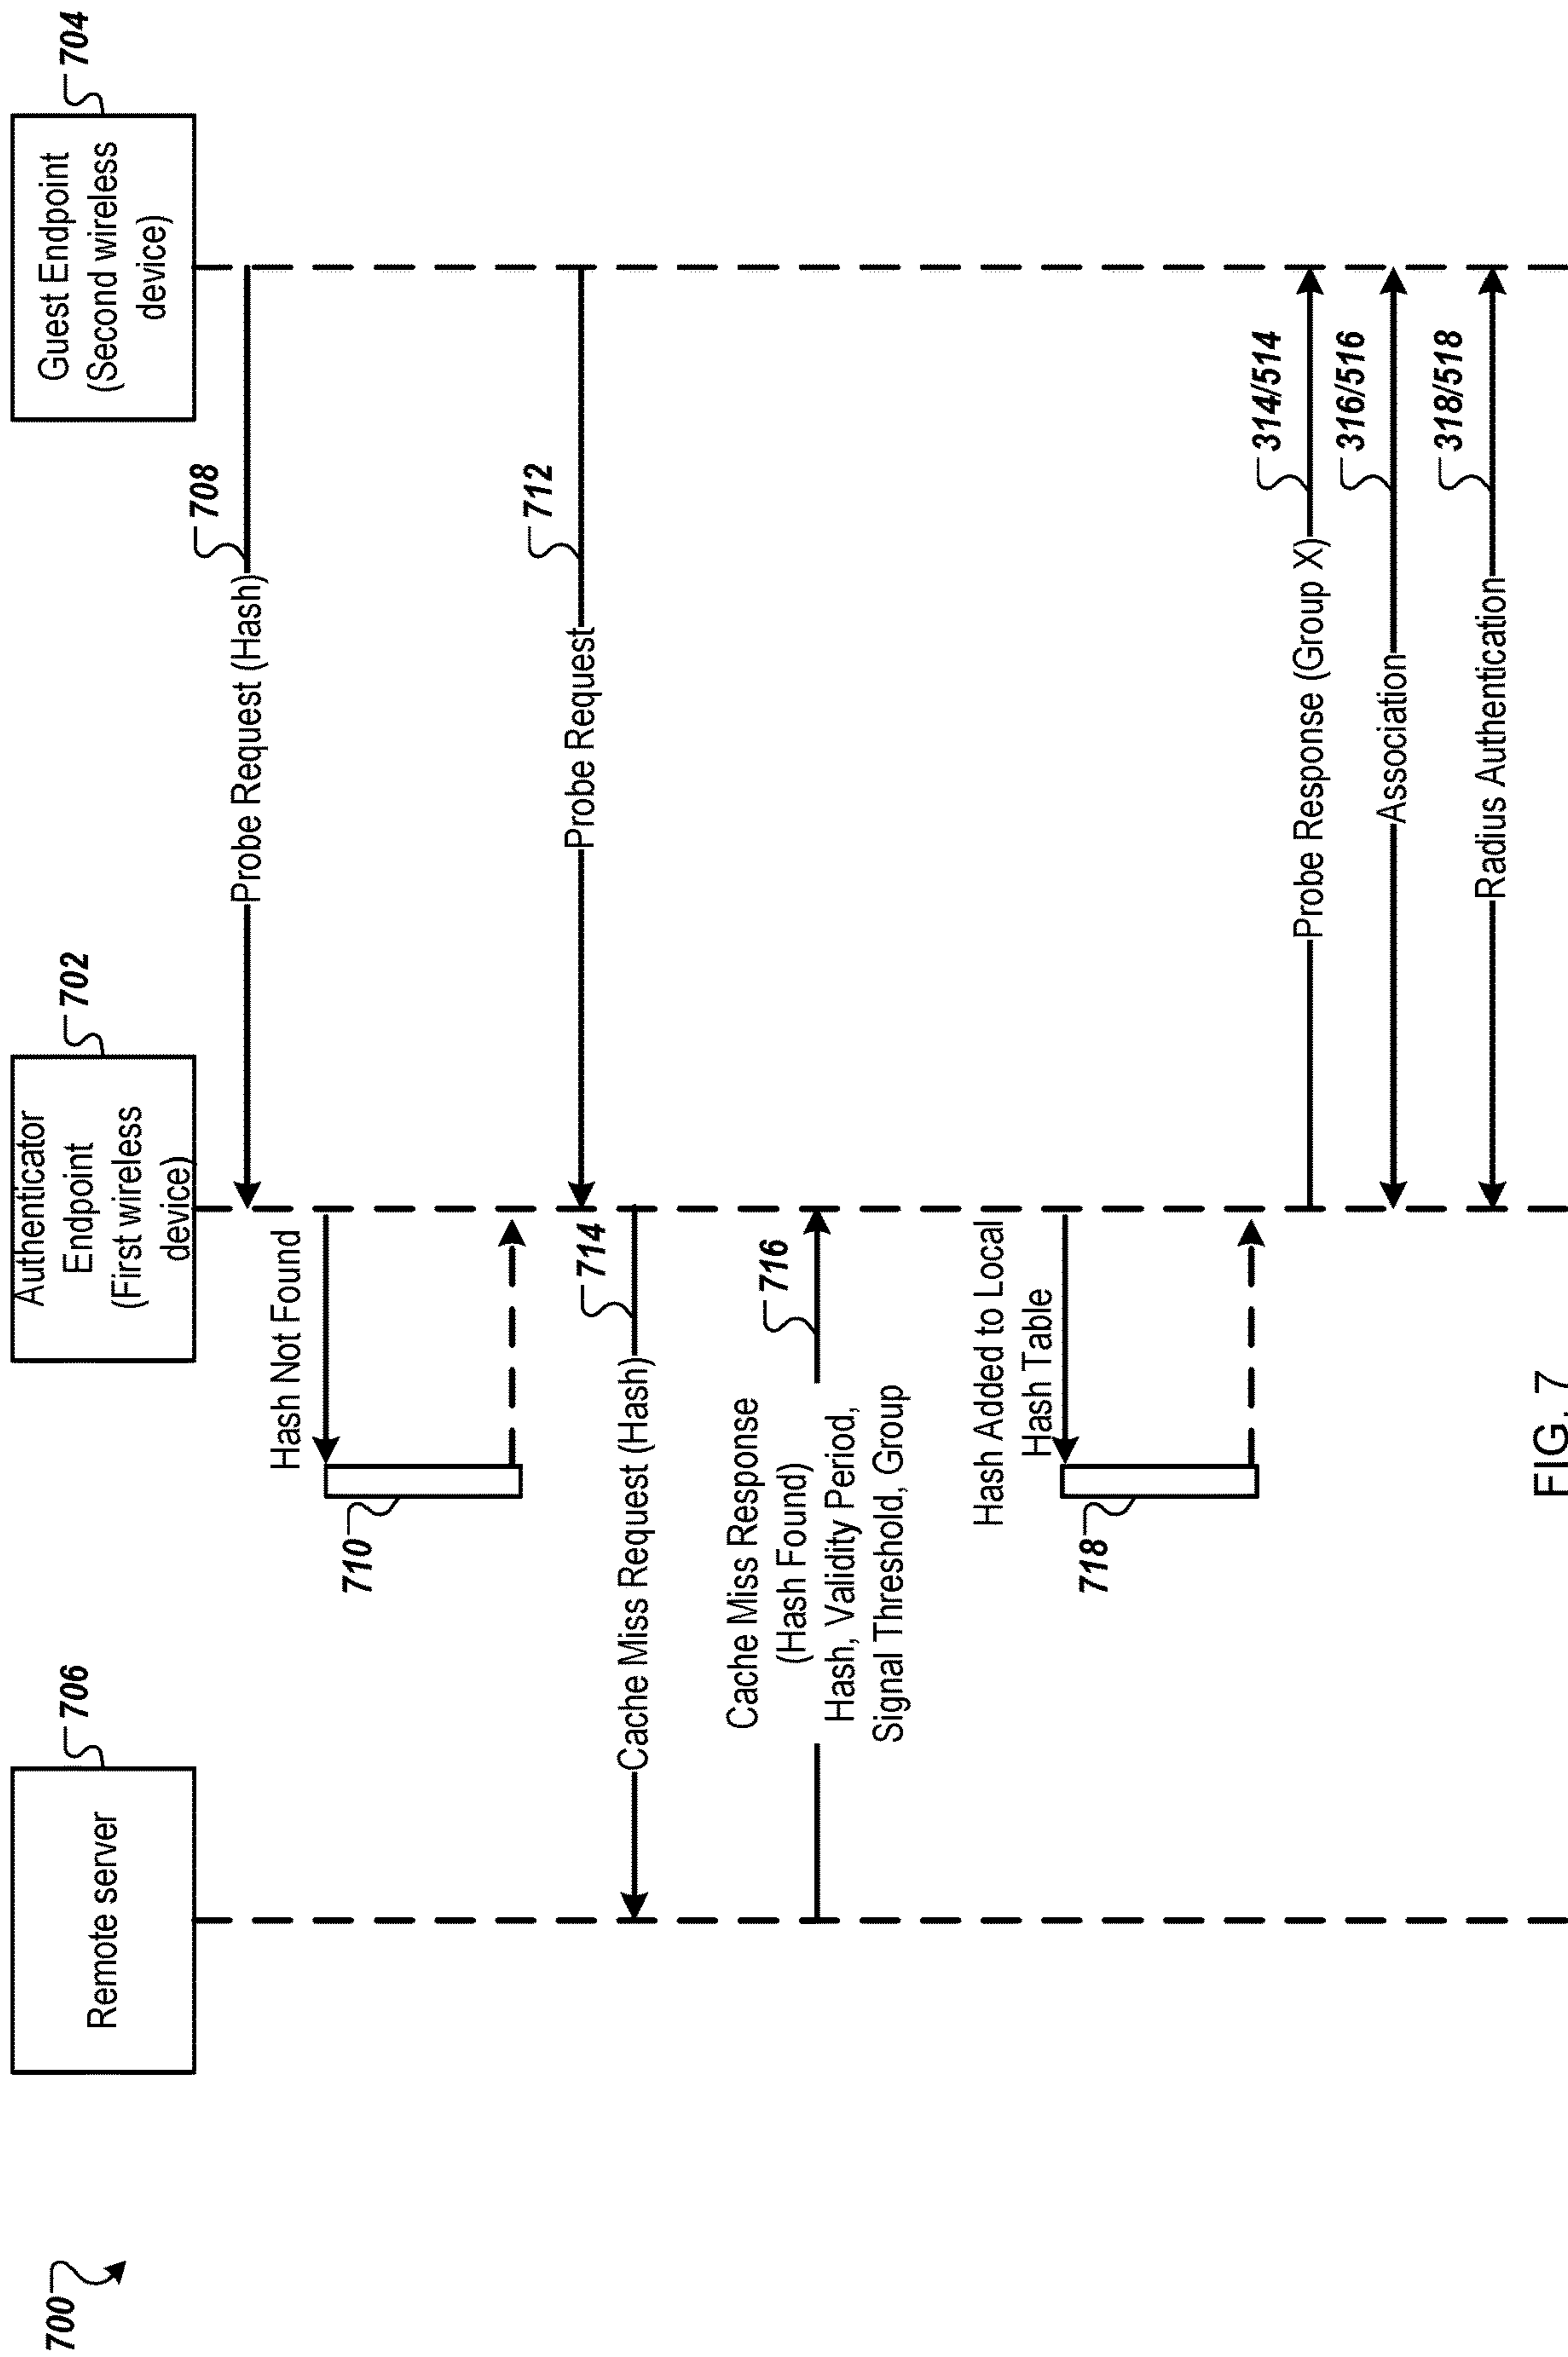 700
Remote server
706
Authenticator
Endpoint
(First wireless
device)
702
Guest Endpoint
(Second wireless
device)
704
Probe Request (Hash)
708
Hash Not Found
710
Probe Request
712
Cache Miss Request (Hash)
714
Cache Miss Response
(Hash Found)
Hash, Validity Period,
Signal Threshold, Group
716
Hash Added to Local
Hash Table
718
Probe Response (Group X)
314/514
Association
316/516
Radius Authentication
318/518
FIG. 7